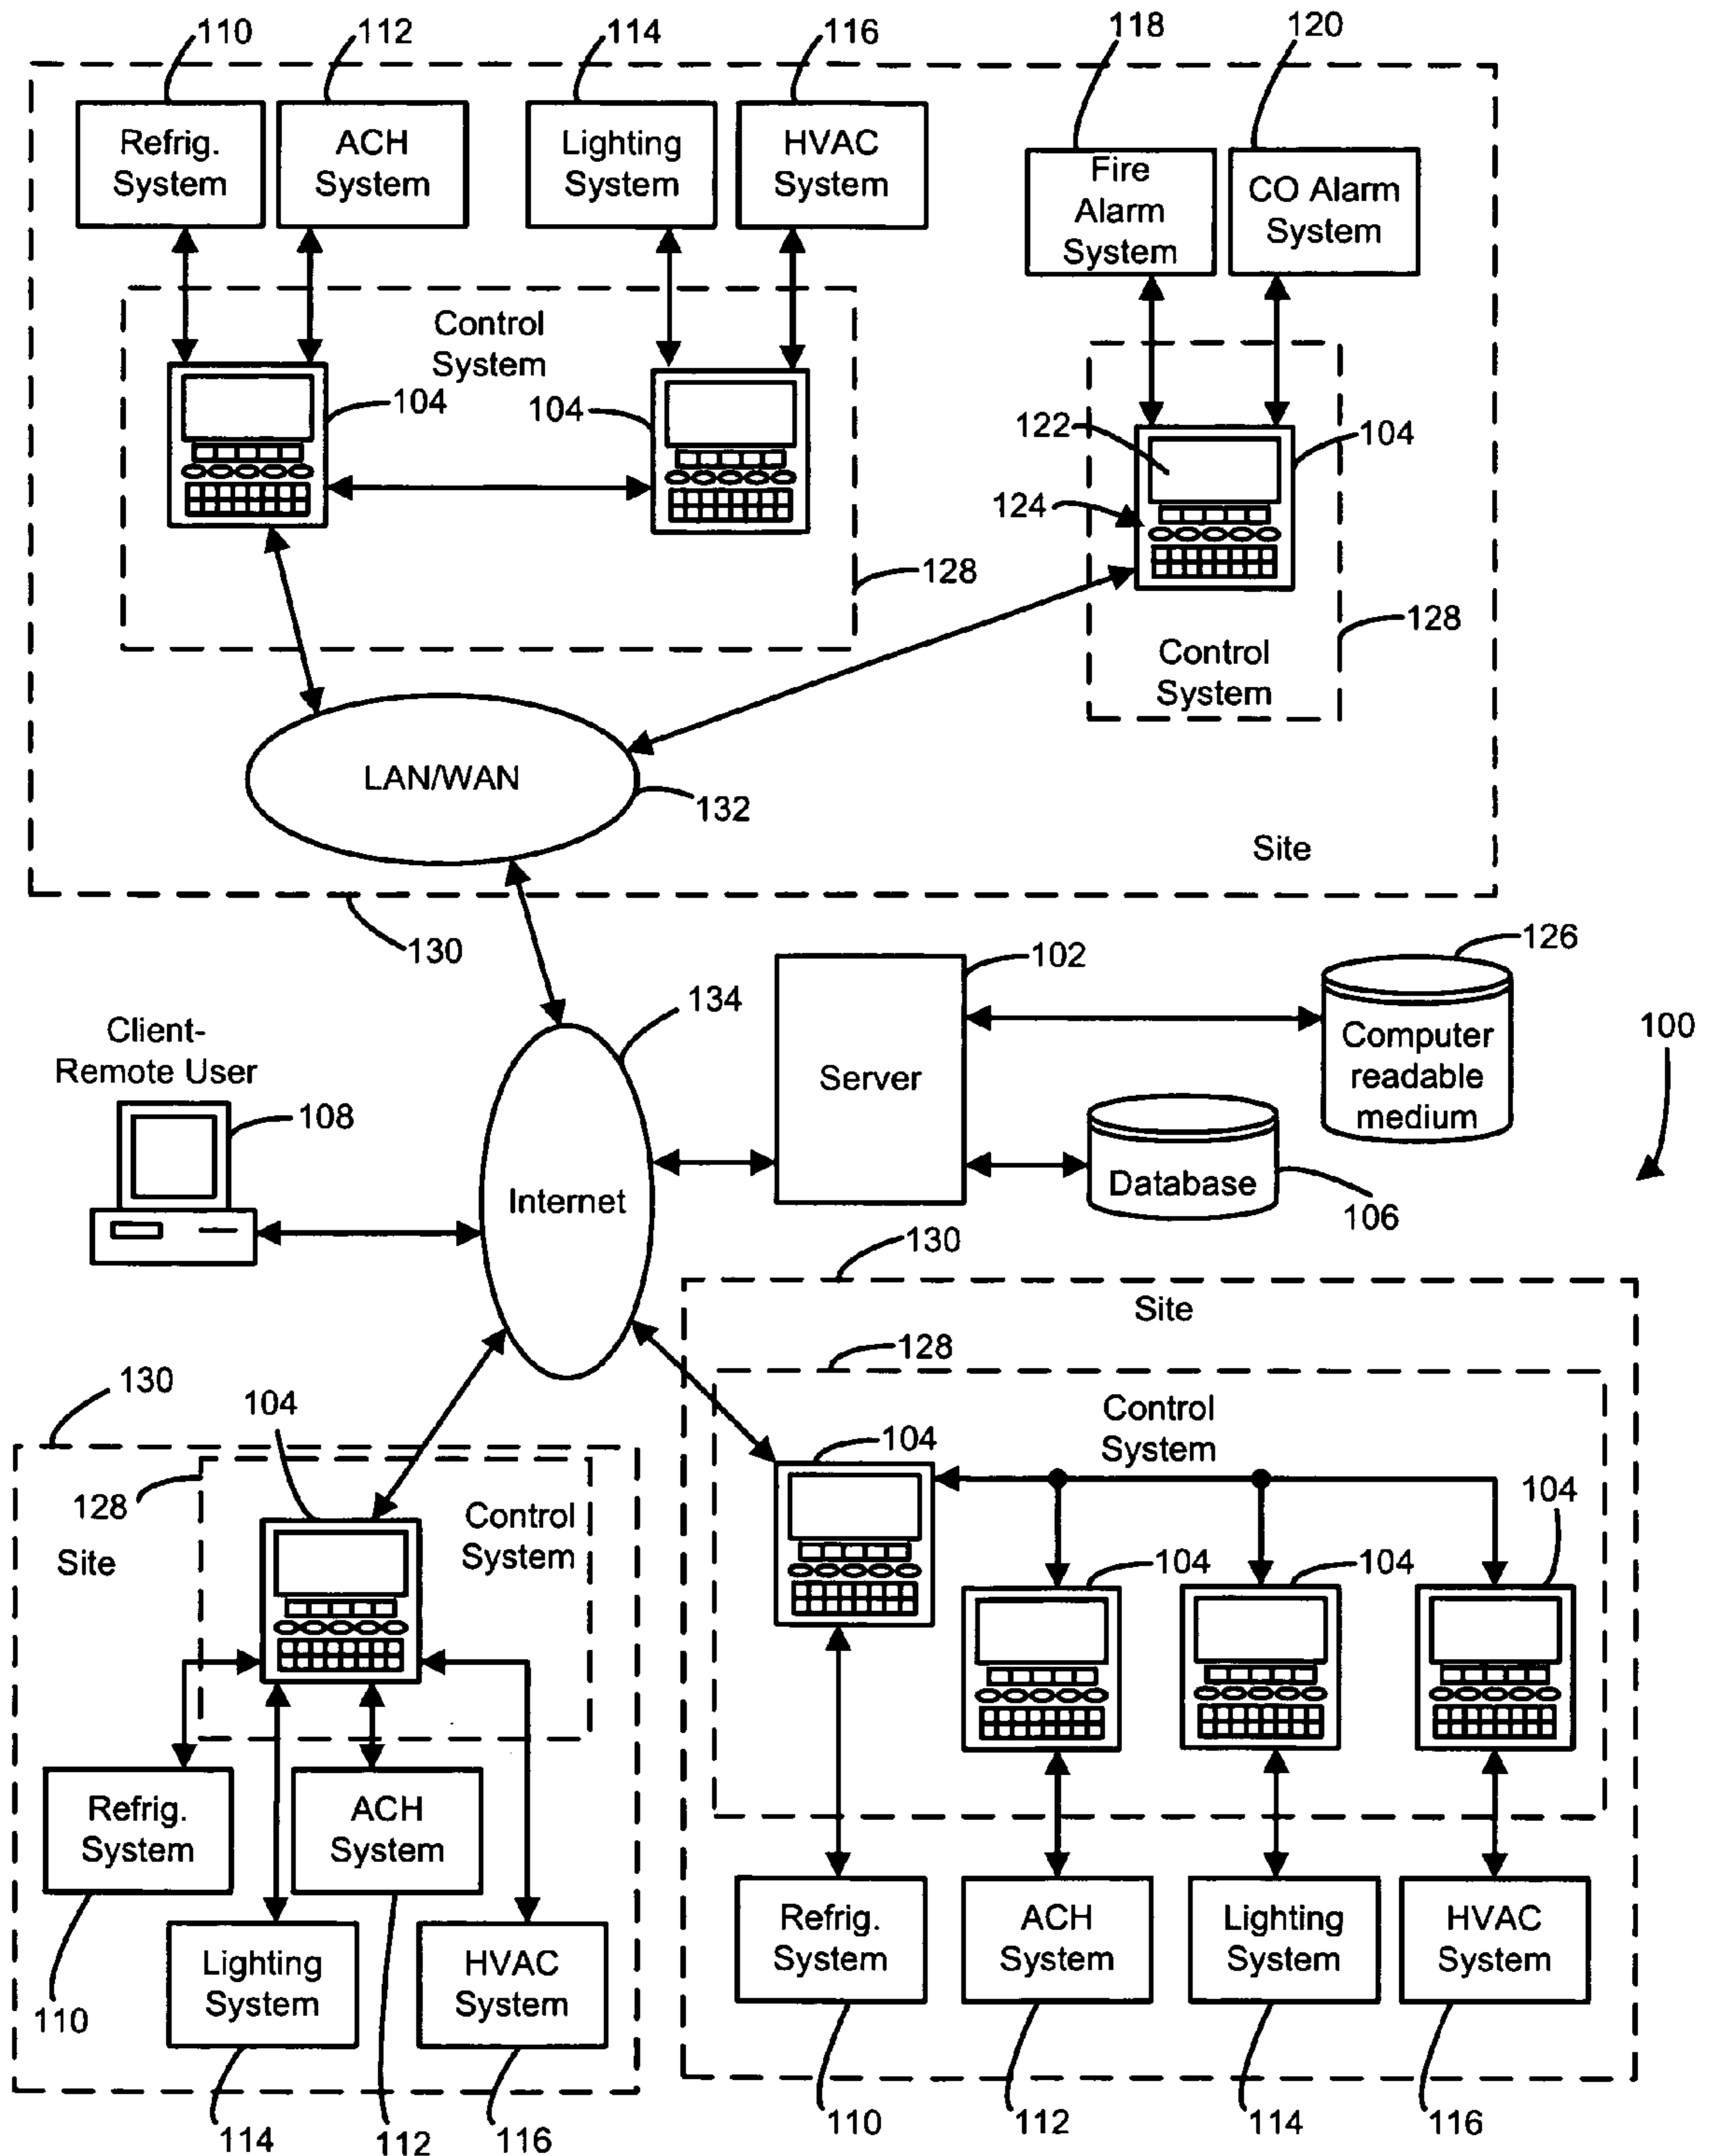 110
112
114
116
118
120
Refrig.
System
ACH
System
Lighting
System
HVAC
System
Fire
Alarm
System
CO Alarm
System
Control
System
104
104
122
104
124
128
128
Control
System
LAN/WAN
132
Site
130
102
126
134
Client-
Remote User
108
Server
Computer
readable
medium
100
Internet
Database
106
130
Site
128
130
104
Control
System
104
128
Site
Control
System
104
104
104
Refrig.
System
ACH
System
Lighting
System
HVAC
System
110
114
112
116
Refrig.
System
ACH
System
Lighting
System
HVAC
System
110
112
114
116